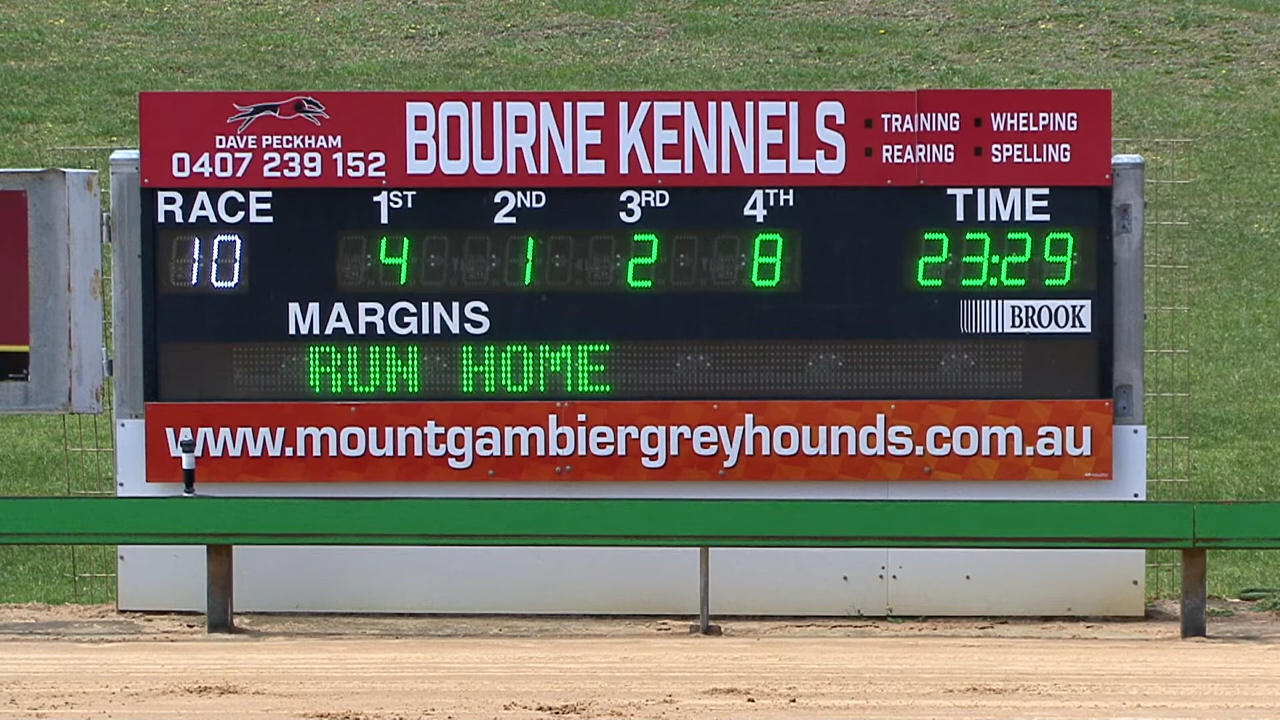 DAVE PECKHAM
0407 239 152
BOURNE KENNELS
TRAINING WHELPING
REARING SPELLING
RACE 1ST 2ND 3RD 4TH TIME
10 4 1 2 8 23:29
MARGINS
BROOK
RUN HOME
www.mountgambiergreyhounds.com.au